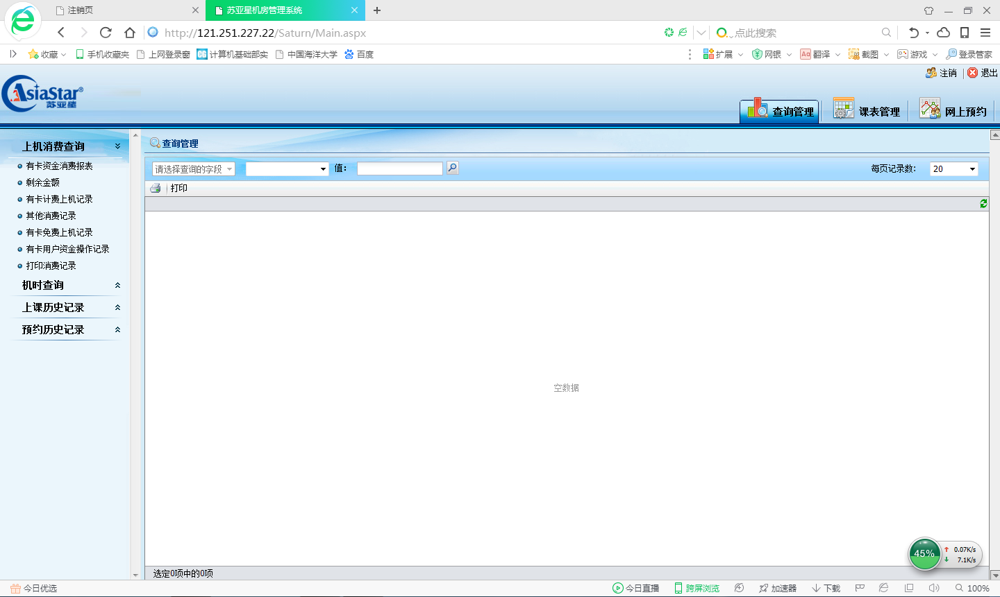 注销页
苏亚星机房管理系统
http://121.251.227.22/Saturn/Main.aspx
点此搜索
收藏
手机收藏夹
上网登录窗
计算机基础部实
中国海洋大学
百度
扩展
网银
翻译
截图
游戏
登录管家
注销
退出
AsiaStar®
苏亚星
查询管理
课表管理
网上预约
上机消费查询
有卡资金消费报表
剩余金额
有卡计费上机记录
其他消费记录
有卡免费上机记录
有卡用户资金操作记录
打印消费记录
机时查询
上课历史记录
预约历史记录
查询管理
请选择查询的字段
值：
每页记录数:
20
打印
空数据
选定0项中的0项
45%
0.07K/s
7.1K/s
今日优选
今日直播
跨屏浏览
加速器
下载
100%